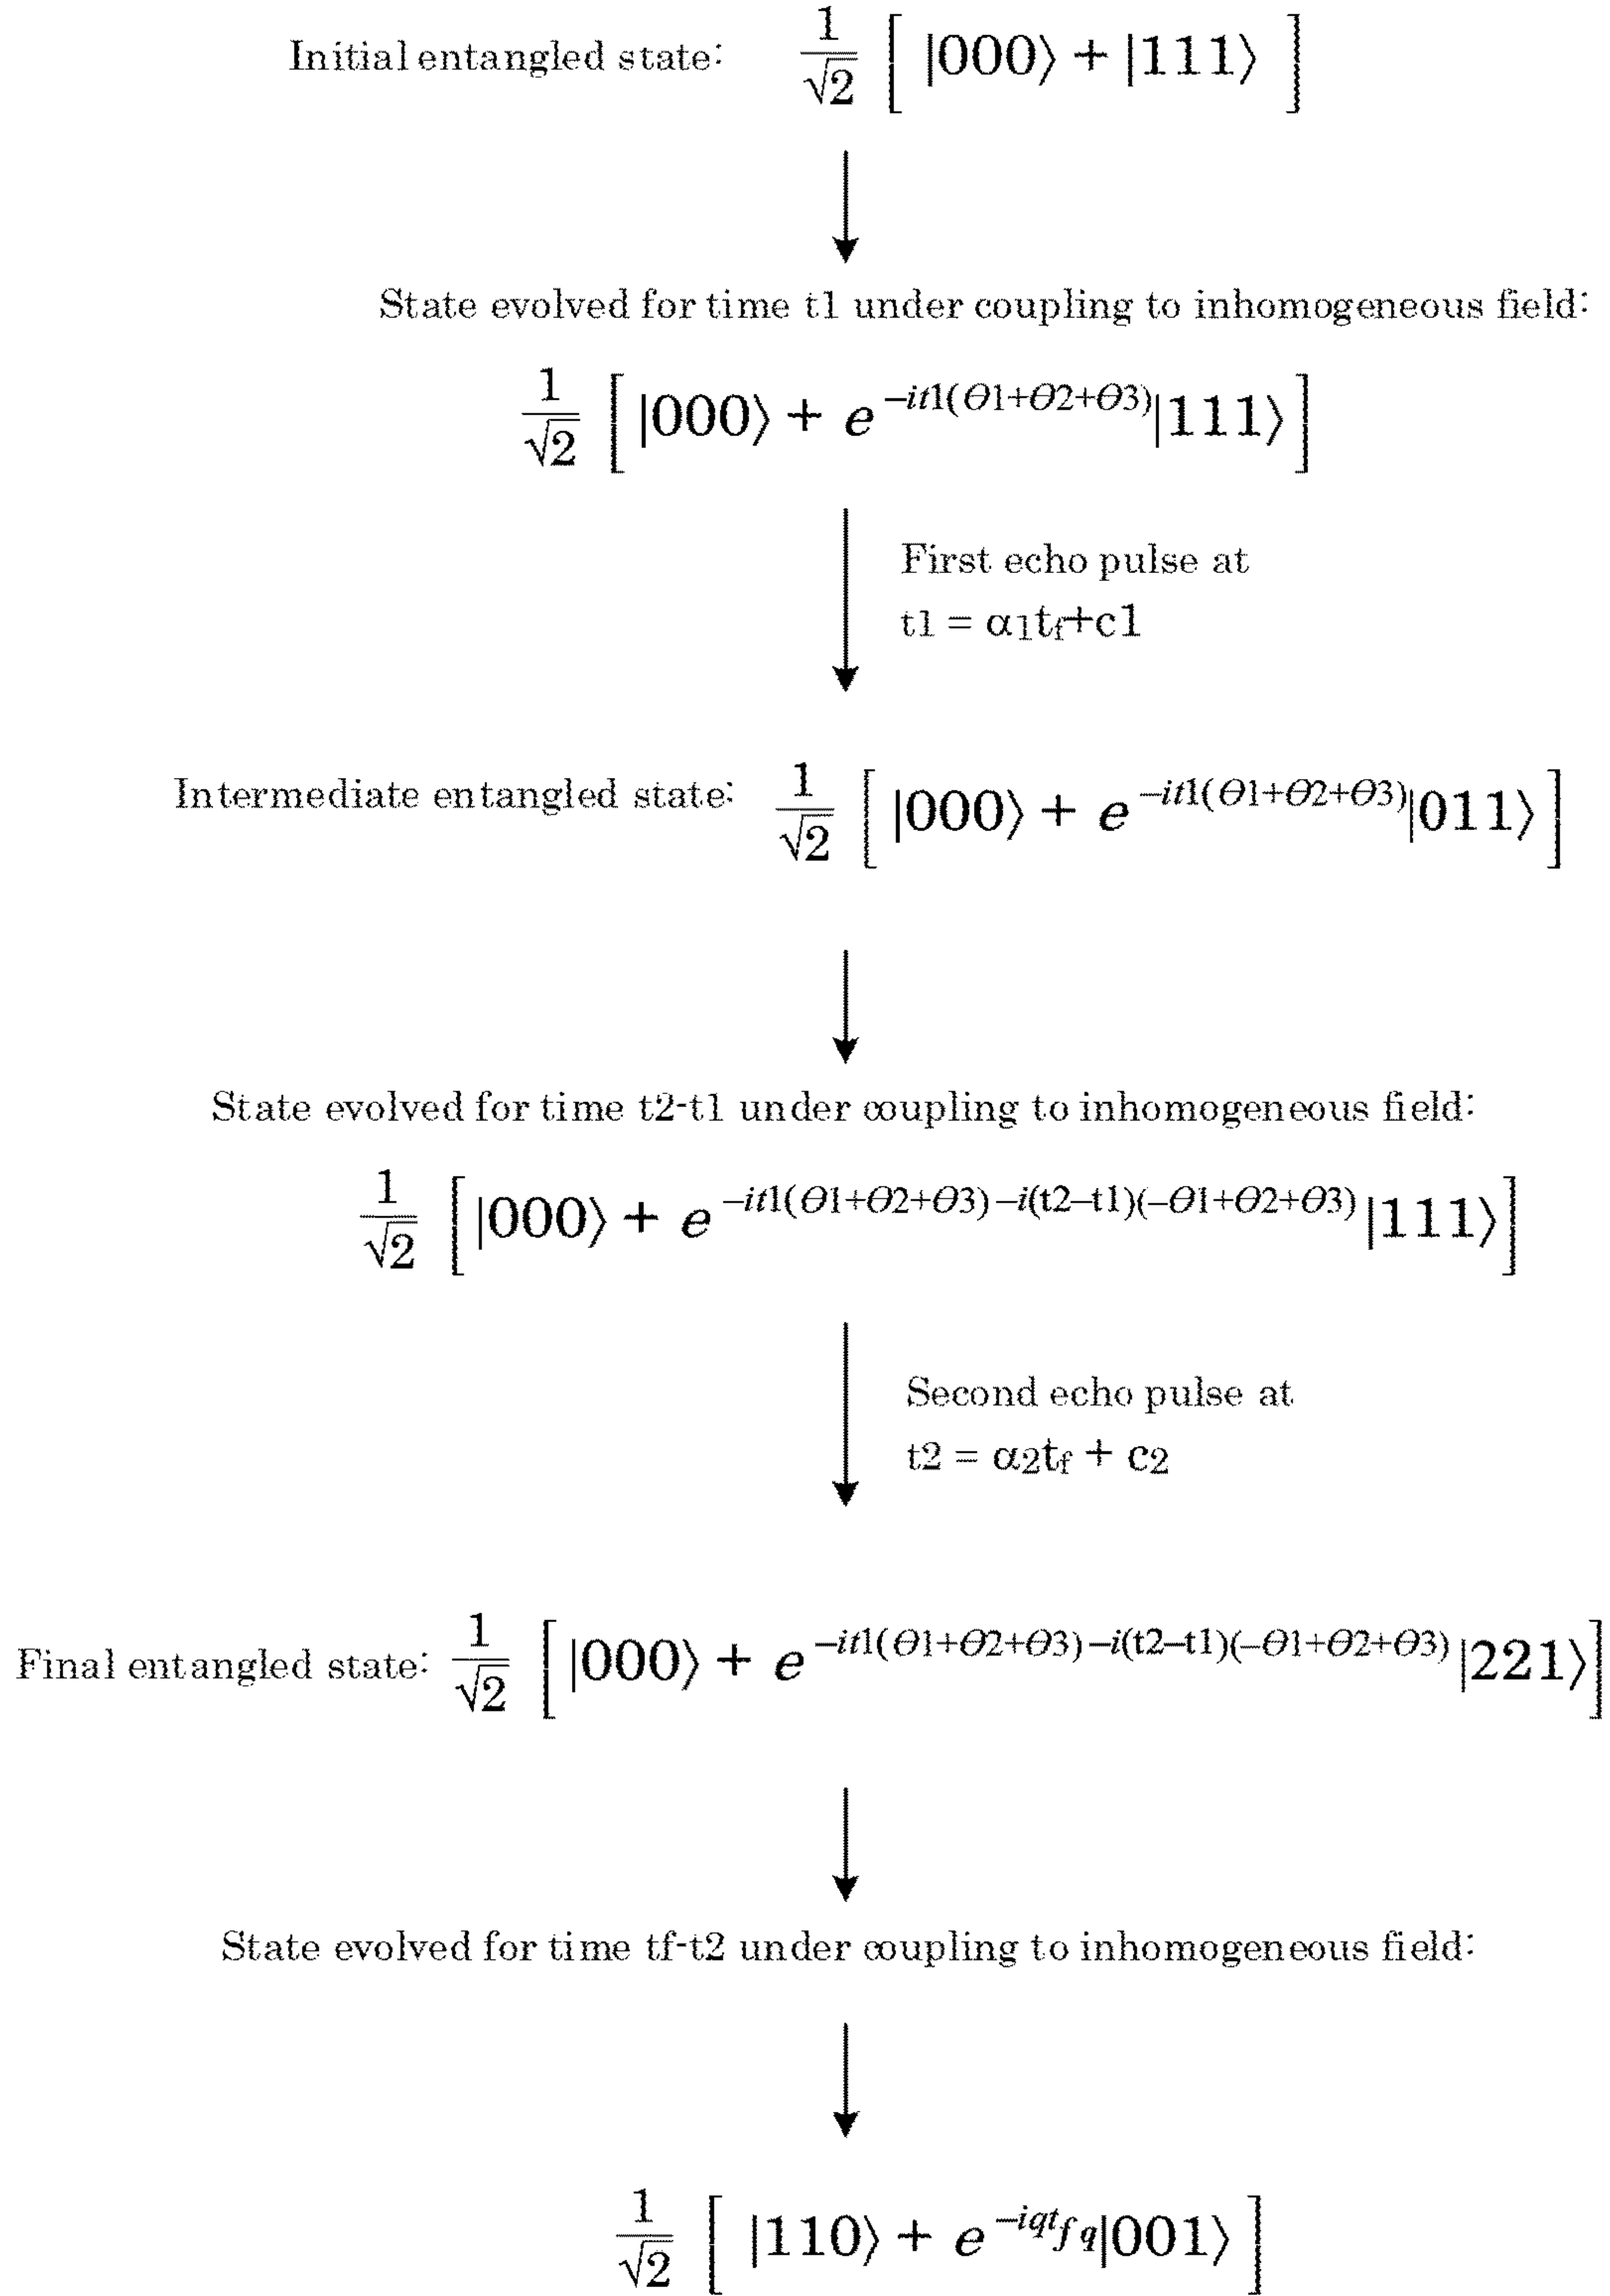 Initial entangled state: 1/√2 [ |000⟩ + |111⟩ ]
State evolved for time t1 under coupling to inhomogeneous field:
1/√2 [ |000⟩ + e^{–it1(Θ1+Θ2+Θ3)}|111⟩ ]
First echo pulse at
t1 = α₁t_f+c1
Intermediate entangled state: 1/√2 [ |000⟩ + e^{–it1(Θ1+Θ2+Θ3)}|011⟩ ]
State evolved for time t2-t1 under coupling to inhomogeneous field:
1/√2 [ |000⟩ + e^{–it1(Θ1+Θ2+Θ3) –i(t2–t1)(–Θ1+Θ2+Θ3)}|111⟩ ]
Second echo pulse at
t2 = α₂t_f + c₂
Final entangled state: 1/√2 [ |000⟩ + e^{–it1(Θ1+Θ2+Θ3) –i(t2–t1)(–Θ1+Θ2+Θ3)}|221⟩ ]
State evolved for time tf-t2 under coupling to inhomogeneous field:
1/√2 [ |110⟩ + e^{–iqt_f q}|001⟩ ]